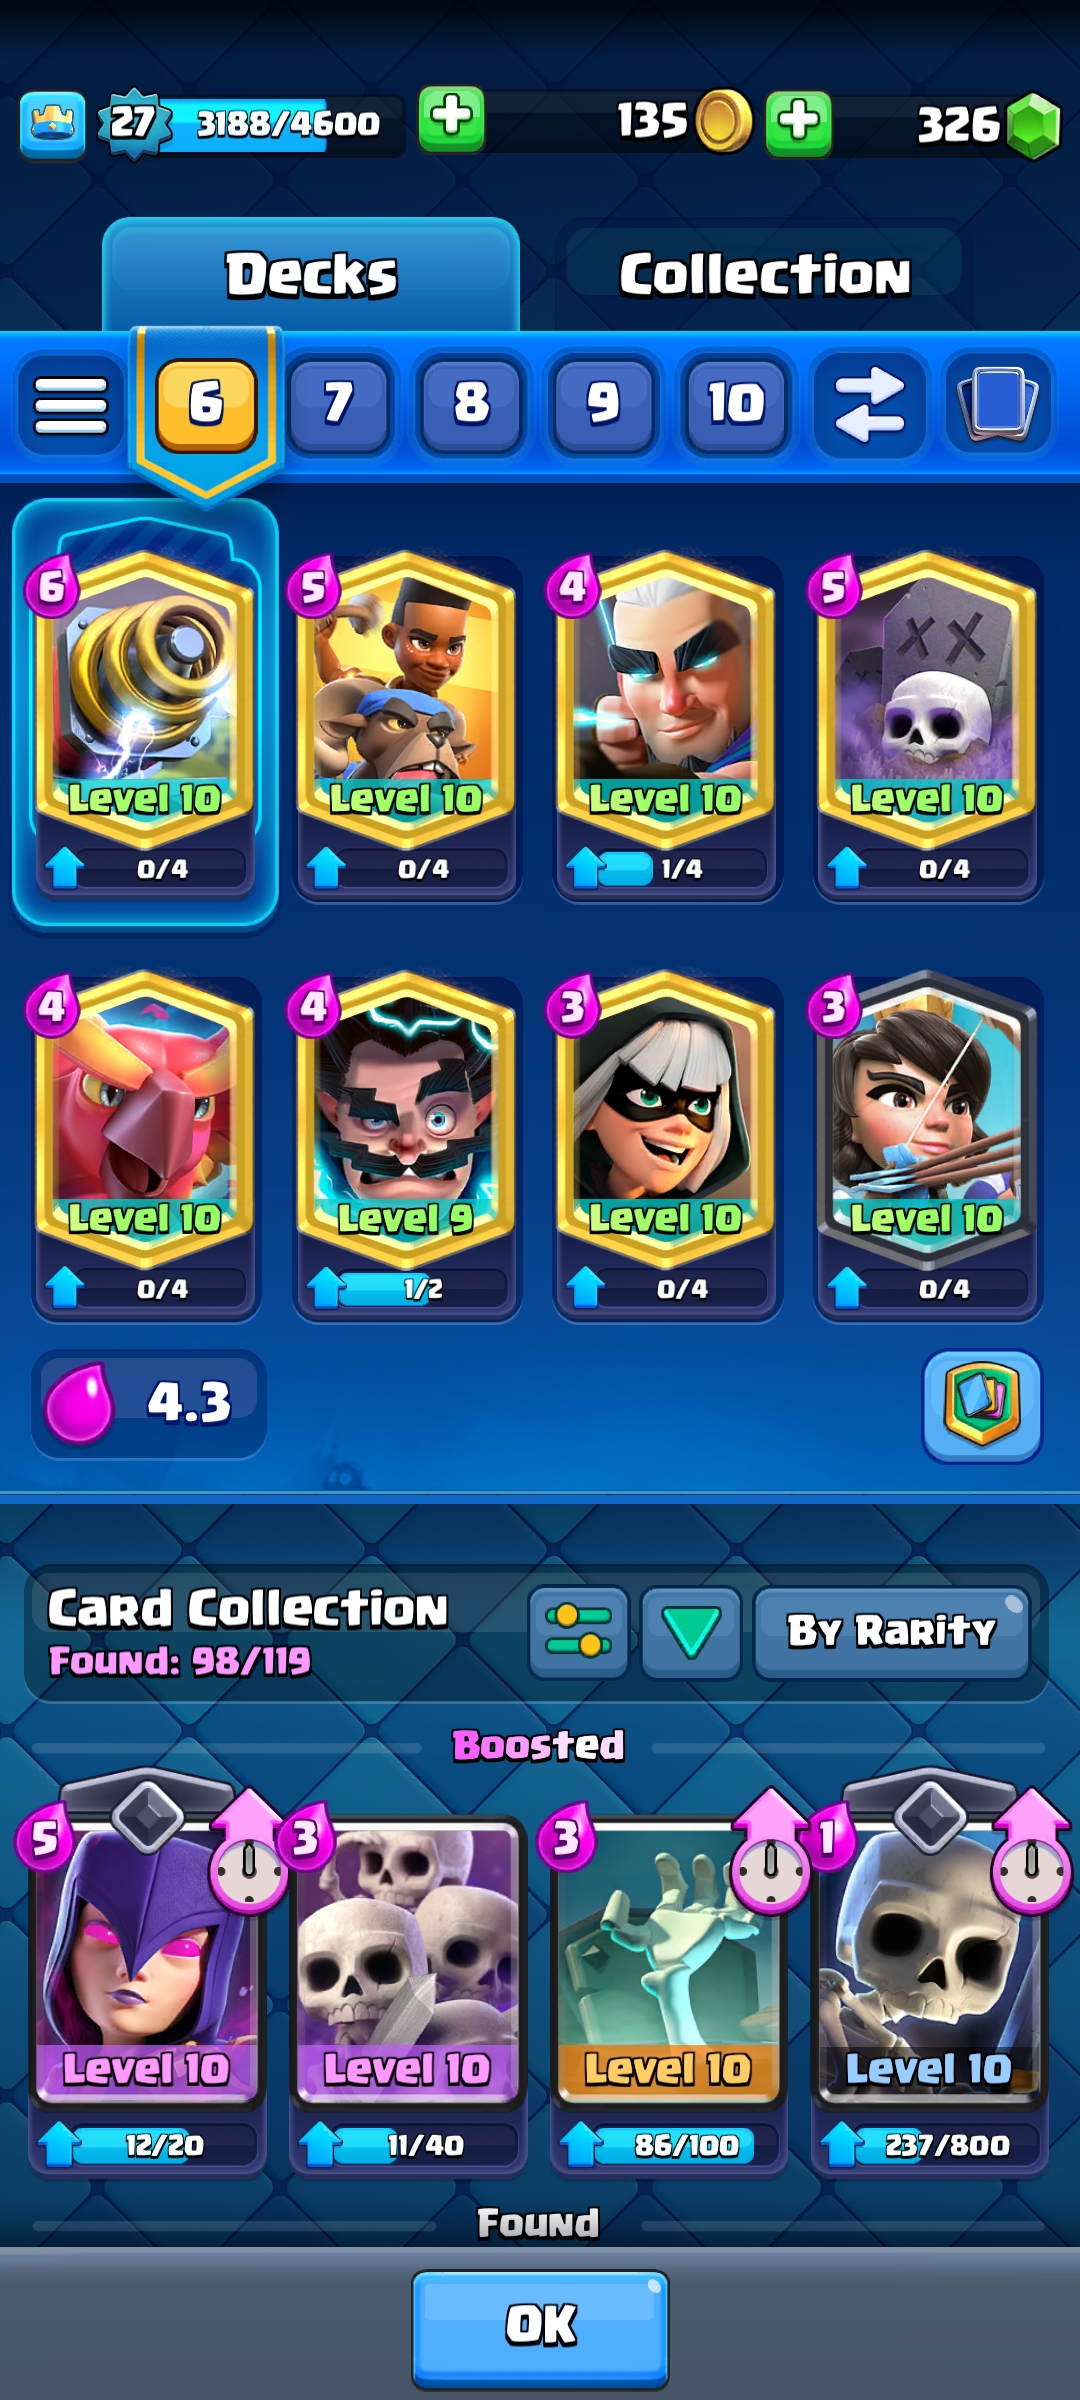 27 3188/4600 135 326
Decks Collection
6 7 8 9 10
6 5 4 5
Level 10 Level 10 Level 10 Level 10
0/4 0/4 1/4 0/4
4 4 3 3
Level 10 Level 9 Level 10 Level 10
0/4 1/2 0/4 0/4
4.3
Card Collection
Found: 98/119
By Rarity
Boosted
5 3 3 1
Level 10 Level 10 Level 10 Level 10
12/20 11/40 86/100 237/800
Found
OK